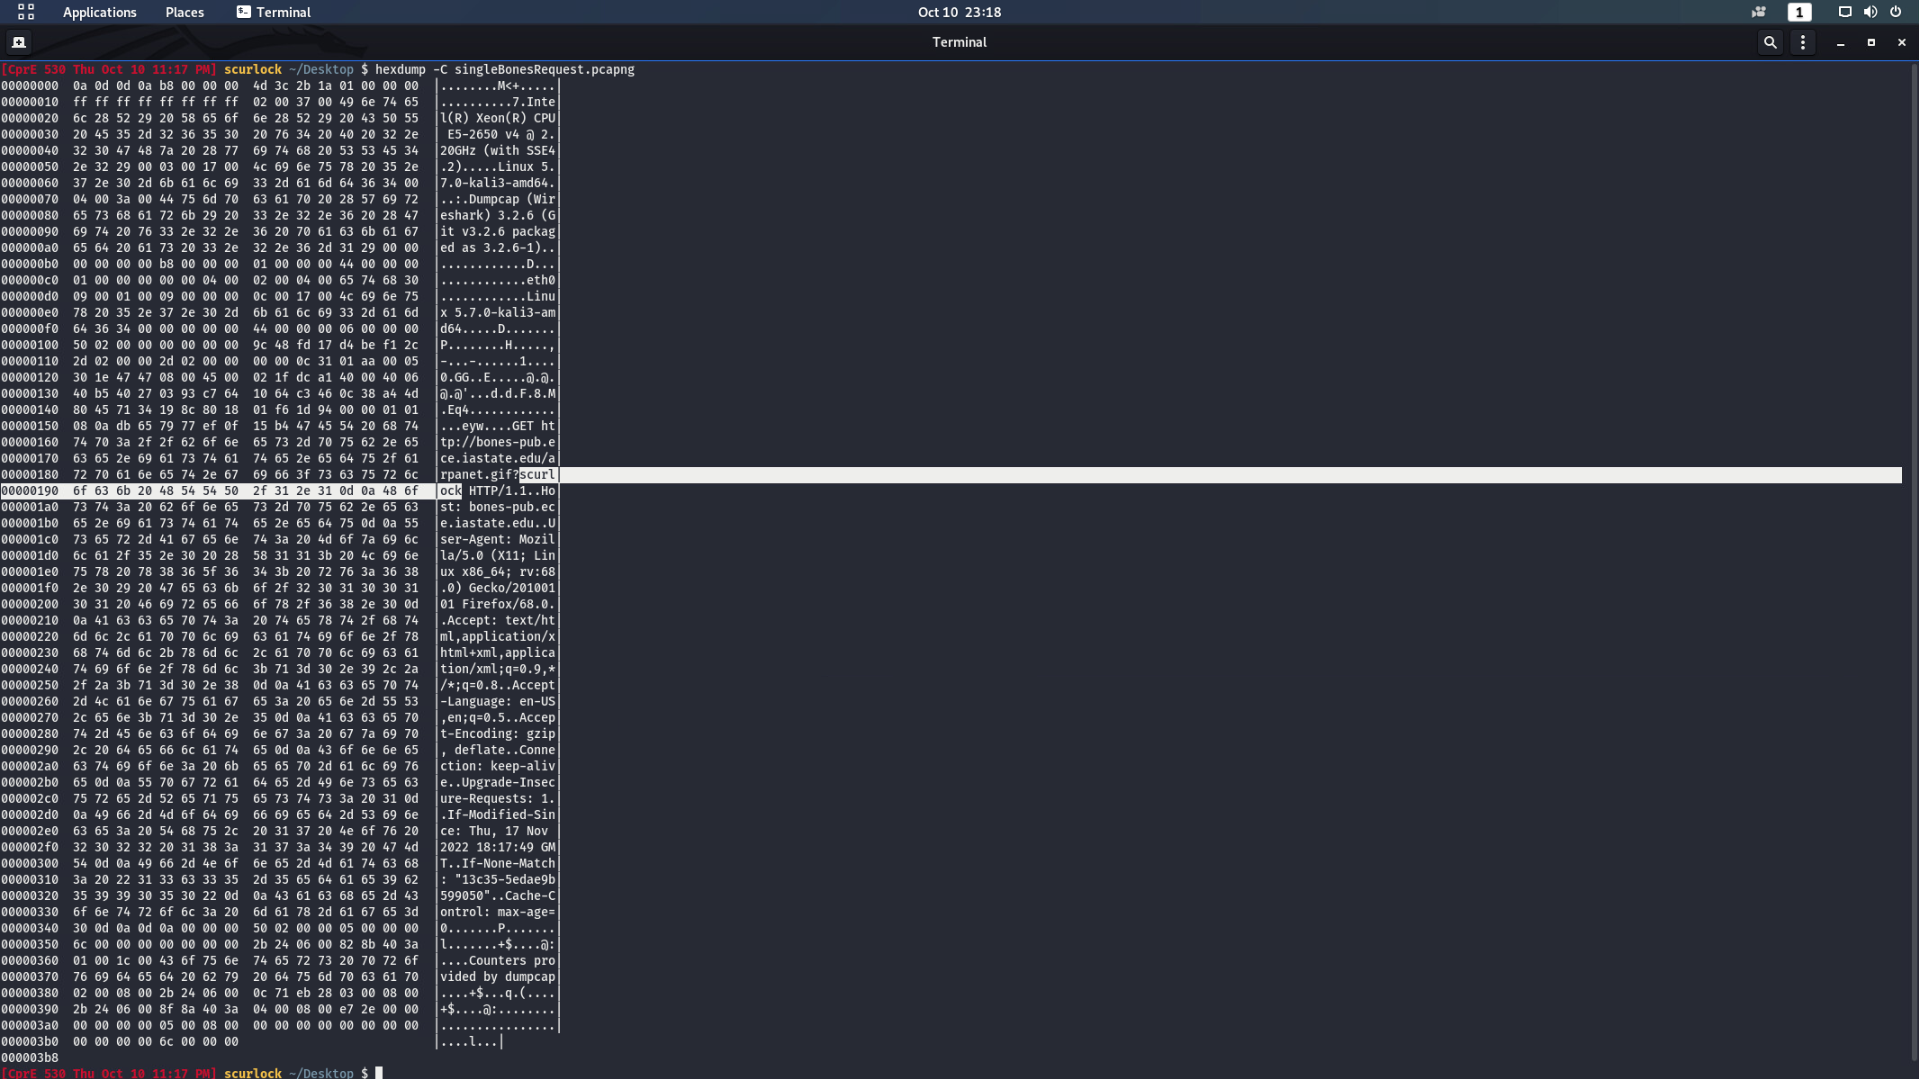 Applications Places Terminal Oct 10 23:18 1
Terminal
[CprE 530 Thu Oct 10 11:17 PM] scurlock ~/Desktop $ hexdump -C singleBonesRequest.pcapng
00000000 0a 0d 0d 0a b8 00 00 00 4d 3c 2b 1a 01 00 00 00 |........M<+.....|
00000010 ff ff ff ff ff ff ff ff 02 00 37 00 49 6e 74 65 |..........7.Inte|
00000020 6c 28 52 29 20 58 65 6f 6e 28 52 29 20 43 50 55 |l(R) Xeon(R) CPU|
00000030 20 45 35 2d 32 36 35 30 20 76 34 20 40 20 32 2e | E5-2650 v4 @ 2.|
00000040 32 30 47 48 7a 20 28 77 69 74 68 20 53 53 45 34 |20GHz (with SSE4|
00000050 2e 32 29 00 03 00 17 00 4c 69 6e 75 78 20 35 2e |.2).....Linux 5.|
00000060 37 2e 30 2d 6b 61 6c 69 33 2d 61 6d 64 36 34 00 |7.0-kali3-amd64.|
00000070 04 00 3a 00 44 75 6d 70 63 61 70 20 28 57 69 72 |..:.Dumpcap (Wir|
00000080 65 73 68 61 72 6b 29 20 33 2e 32 2e 36 20 28 47 |eshark) 3.2.6 (G|
00000090 69 74 20 76 33 2e 32 2e 36 20 70 61 63 6b 61 67 |it v3.2.6 packag|
000000a0 65 64 20 61 73 20 33 2e 32 2e 36 2d 31 29 00 00 |ed as 3.2.6-1)..|
000000b0 00 00 00 00 b8 00 00 00 01 00 00 00 44 00 00 00 |............D...|
000000c0 01 00 00 00 00 00 04 00 02 00 04 00 65 74 68 30 |............eth0|
000000d0 09 00 01 00 09 00 00 00 0c 00 17 00 4c 69 6e 75 |............Linu|
000000e0 78 20 35 2e 37 2e 30 2d 6b 61 6c 69 33 2d 61 6d |x 5.7.0-kali3-am|
000000f0 64 36 34 00 00 00 00 00 44 00 00 00 06 00 00 00 |d64.....D.......|
00000100 50 02 00 00 00 00 00 00 9c 48 fd 17 d4 be f1 2c |P........H.....,|
00000110 2d 02 00 00 2d 02 00 00 00 00 0c 31 01 aa 00 05 |-...-......1....|
00000120 30 1e 47 47 08 00 45 00 02 1f dc a1 40 00 40 06 |0.GG..E.....@.@.|
00000130 40 b5 40 27 03 93 c7 64 10 64 c3 46 0c 38 a4 4d |@.@'...d.d.F.8.M|
00000140 80 45 71 34 19 8c 80 18 01 f6 1d 94 00 00 01 01 |.Eq4............|
00000150 08 0a db 65 79 77 ef 0f 15 b4 47 45 54 20 68 74 |...eyw....GET ht|
00000160 74 70 3a 2f 2f 62 6f 6e 65 73 2d 70 75 62 2e 65 |tp://bones-pub.e|
00000170 63 65 2e 69 61 73 74 61 74 65 2e 65 64 75 2f 61 |ce.iastate.edu/a|
00000180 72 70 61 6e 65 74 2e 67 69 66 3f 73 63 75 72 6c |rpanet.gif?scurl|
00000190 6f 63 6b 20 48 54 54 50 2f 31 2e 31 0d 0a 48 6f |ock HTTP/1.1..Ho|
000001a0 73 74 3a 20 62 6f 6e 65 73 2d 70 75 62 2e 65 63 |st: bones-pub.ec|
000001b0 65 2e 69 61 73 74 61 74 65 2e 65 64 75 0d 0a 55 |e.iastate.edu..U|
000001c0 73 65 72 2d 41 67 65 6e 74 3a 20 4d 6f 7a 69 6c |ser-Agent: Mozil|
000001d0 6c 61 2f 35 2e 30 20 28 58 31 31 3b 20 4c 69 6e |la/5.0 (X11; Lin|
000001e0 75 78 20 78 38 36 5f 36 34 3b 20 72 76 3a 36 38 |ux x86_64; rv:68|
000001f0 2e 30 29 20 47 65 63 6b 6f 2f 32 30 31 30 30 31 |.0) Gecko/201001|
00000200 30 31 20 46 69 72 65 66 6f 78 2f 36 38 2e 30 0d |01 Firefox/68.0.|
00000210 0a 41 63 63 65 70 74 3a 20 74 65 78 74 2f 68 74 |.Accept: text/ht|
00000220 6d 6c 2c 61 70 70 6c 69 63 61 74 69 6f 6e 2f 78 |ml,application/x|
00000230 68 74 6d 6c 2b 78 6d 6c 2c 61 70 70 6c 69 63 61 |html+xml,applica|
00000240 74 69 6f 6e 2f 78 6d 6c 3b 71 3d 30 2e 39 2c 2a |tion/xml;q=0.9,*|
00000250 2f 2a 3b 71 3d 30 2e 38 0d 0a 41 63 63 65 70 74 |/*;q=0.8..Accept|
00000260 2d 4c 61 6e 67 75 61 67 65 3a 20 65 6e 2d 55 53 |-Language: en-US|
00000270 2c 65 6e 3b 71 3d 30 2e 35 0d 0a 41 63 63 65 70 |,en;q=0.5..Accep|
00000280 74 2d 45 6e 63 6f 64 69 6e 67 3a 20 67 7a 69 70 |t-Encoding: gzip|
00000290 2c 20 64 65 66 6c 61 74 65 0d 0a 43 6f 6e 6e 65 |, deflate..Conne|
000002a0 63 74 69 6f 6e 3a 20 6b 65 65 70 2d 61 6c 69 76 |ction: keep-aliv|
000002b0 65 0d 0a 55 70 67 72 61 64 65 2d 49 6e 73 65 63 |e..Upgrade-Insec|
000002c0 75 72 65 2d 52 65 71 75 65 73 74 73 3a 20 31 0d |ure-Requests: 1.|
000002d0 0a 49 66 2d 4d 6f 64 69 66 69 65 64 2d 53 69 6e |.If-Modified-Sin|
000002e0 63 65 3a 20 54 68 75 2c 20 31 37 20 4e 6f 76 20 |ce: Thu, 17 Nov |
000002f0 32 30 32 32 20 31 38 3a 31 37 3a 34 39 20 47 4d |2022 18:17:49 GM|
00000300 54 0d 0a 49 66 2d 4e 6f 6e 65 2d 4d 61 74 63 68 |T..If-None-Match|
00000310 3a 20 22 31 33 63 33 35 2d 35 65 64 61 65 39 62 |: "13c35-5edae9b|
00000320 35 39 39 30 35 30 22 0d 0a 43 61 63 68 65 2d 43 |599050"..Cache-C|
00000330 6f 6e 74 72 6f 6c 3a 20 6d 61 78 2d 61 67 65 3d |ontrol: max-age=|
00000340 30 0d 0a 0d 0a 00 00 00 50 02 00 00 05 00 00 00 |0.......P.......|
00000350 6c 00 00 00 00 00 00 00 2b 24 06 00 82 8b 40 3a |l.......+$....@:|
00000360 01 00 1c 00 43 6f 75 6e 74 65 72 73 20 70 72 6f |....Counters pro|
00000370 76 69 64 65 64 20 62 79 20 64 75 6d 70 63 61 70 |vided by dumpcap|
00000380 02 00 08 00 2b 24 06 00 0c 71 eb 28 03 00 08 00 |....+$...q.(....|
00000390 2b 24 06 00 8f 8a 40 3a 04 00 08 00 e7 2e 00 00 |+$....@:........|
000003a0 00 00 00 00 05 00 08 00 00 00 00 00 00 00 00 00 |................|
000003b0 00 00 00 00 6c 00 00 00 |....l...|
000003b8
[CprE 530 Thu Oct 10 11:17 PM] scurlock ~/Desktop $